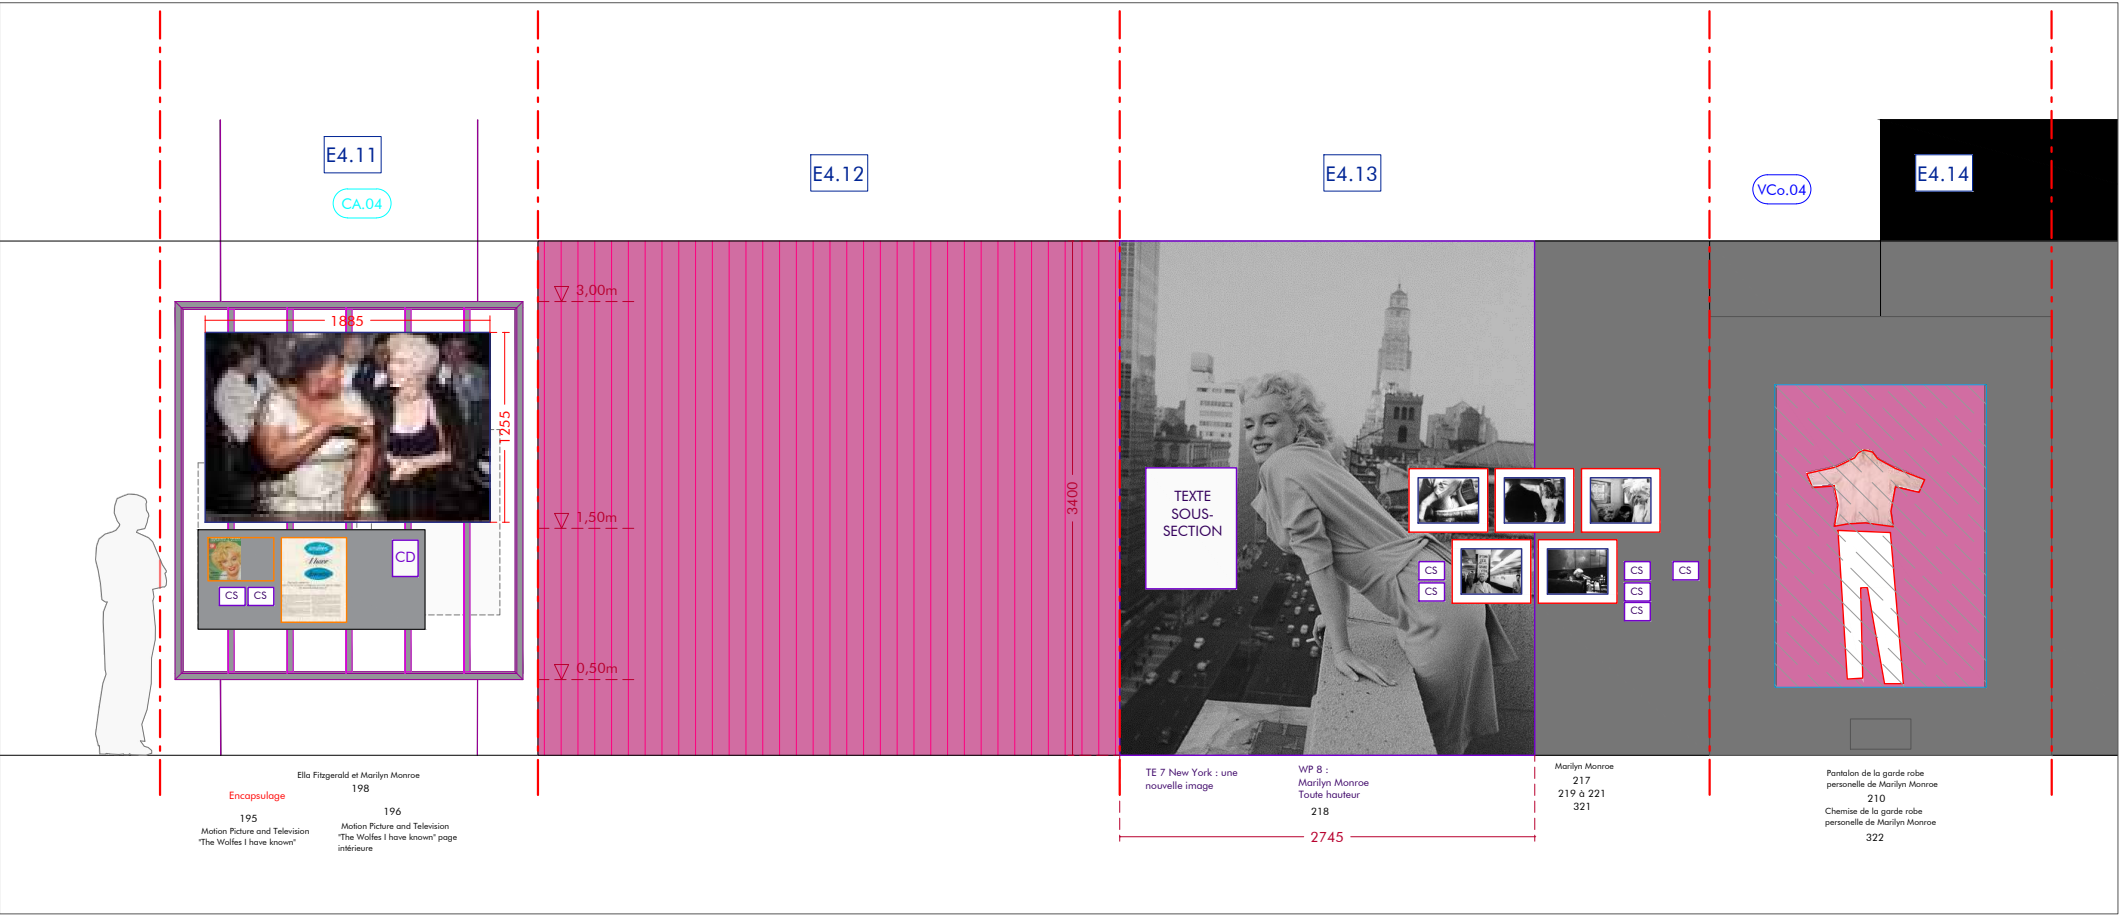 E4.11
CA.04
E4.12
E4.13
VCo.04
E4.14
1885
1255
CD
CS
CS
smiles
I have
3,00m
1,50m
0,50m
3400
TEXTE
SOUS-
SECTION
CS
CS
CS
CS
CS
CS
Ella Fitzgerald et Marilyn Monroe
198
Encapsulage
195
Motion Picture and Television
"The Wolfes I have known"
196
Motion Picture and Television
"The Wolfes I have known" page
intérieure
TE 7 New York : une
nouvelle image
WP 8 :
Marilyn Monroe
Toute hauteur
218
2745
Marilyn Monroe
217
219 à 221
321
Pantalon de la garde robe
personelle de Marilyn Monroe
210
Chemise de la garde robe
personelle de Marilyn Monroe
322